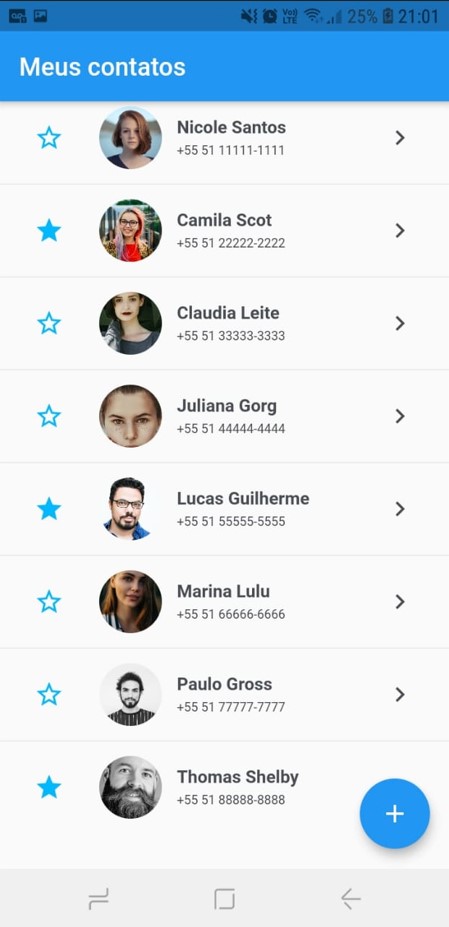 Vo)) 25% 21:01
LTE
Meus contatos
Nicole Santos
+55 51 11111-1111
Camila Scot
+55 51 22222-2222
Claudia Leite
+55 51 33333-3333
Juliana Gorg
+55 51 44444-4444
Lucas Guilherme
+55 51 55555-5555
Marina Lulu
+55 51 66666-6666
Paulo Gross
+55 51 77777-7777
Thomas Shelby
+55 51 88888-8888
+